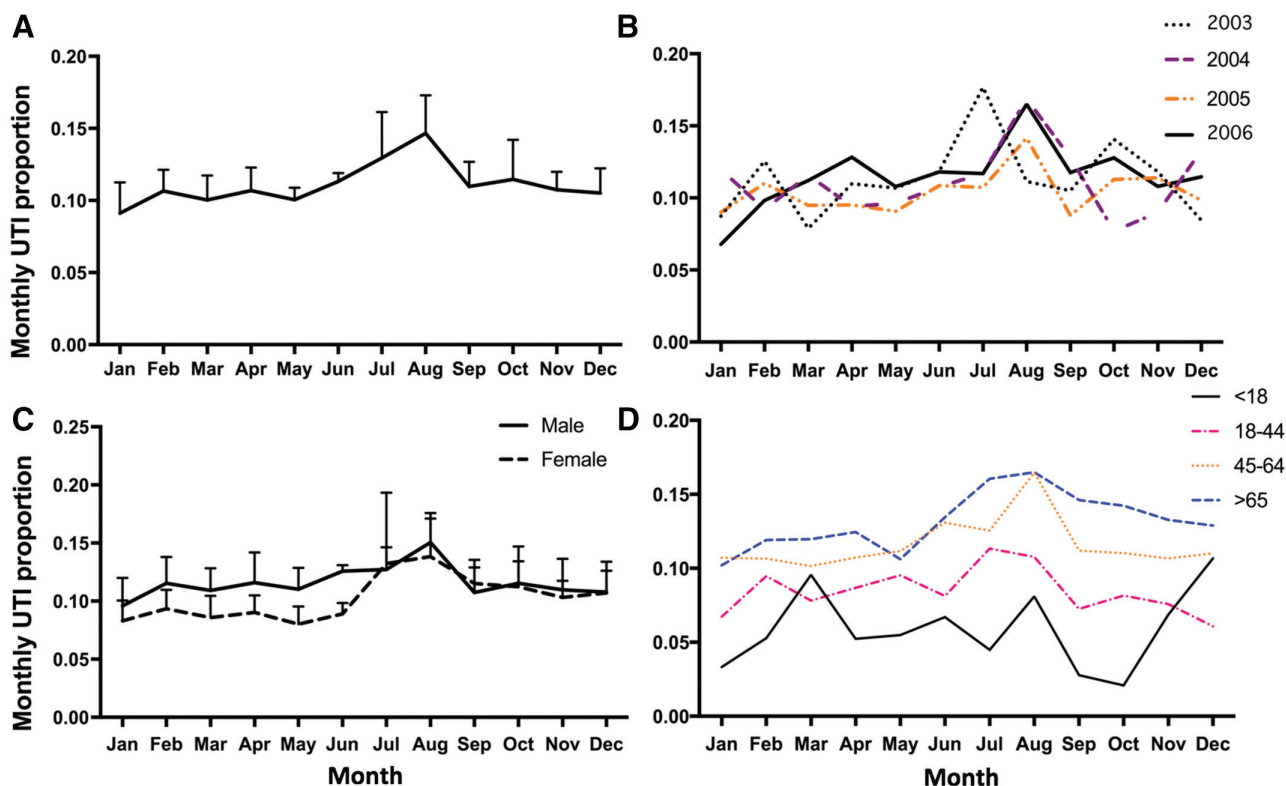 A
Monthly UTI proportion
0.20
0.15
0.10
0.05
0.00
Jan Feb Mar Apr May Jun Jul Aug Sep Oct Nov Dec
B
2003
2004
2005
2006
0.20
0.15
0.10
0.05
0.00
Jan Feb Mar Apr May Jun Jul Aug Sep Oct Nov Dec
C
Male
Female
Monthly UTI proportion
0.25
0.20
0.15
0.10
0.05
0.00
Jan Feb Mar Apr May Jun Jul Aug Sep Oct Nov Dec
Month
D
<18
18-44
45-64
>65
0.20
0.15
0.10
0.05
0.00
Jan Feb Mar Apr May Jun Jul Aug Sep Oct Nov Dec
Month